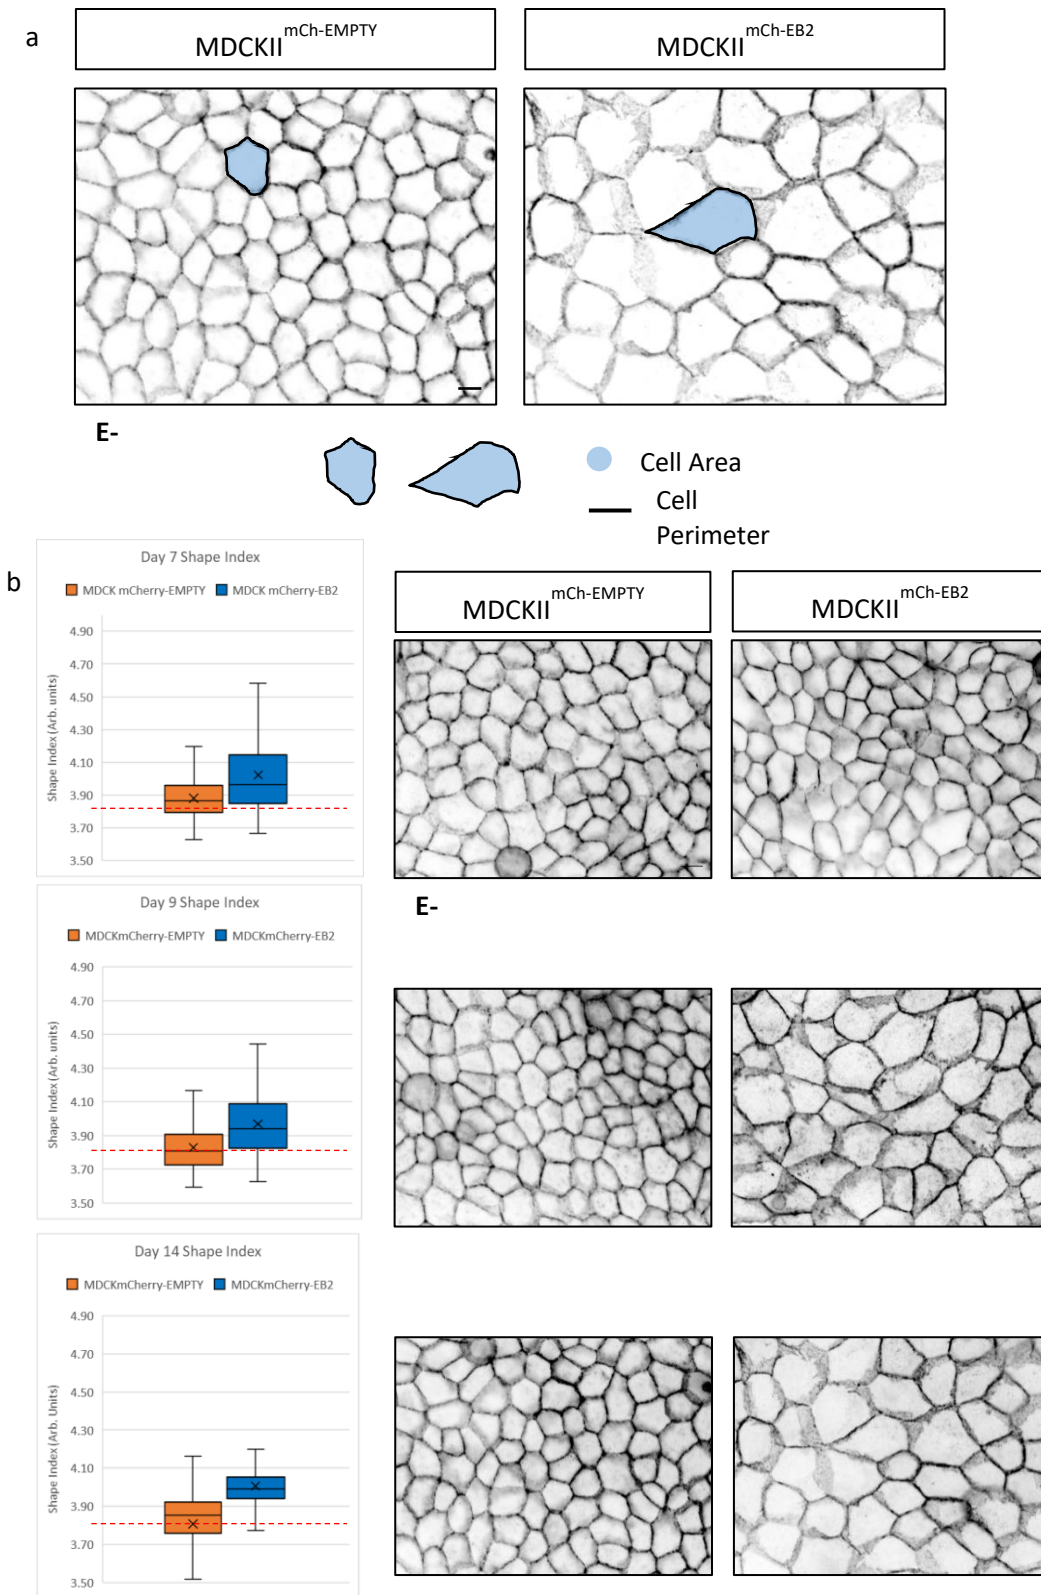 a
MDCKII mCh-EMPTY
MDCKII mCh-EB2
E-
Cell Area
Cell
Perimeter
b
Day 7 Shape Index
MDCK mCherry-EMPTY MDCK mCherry-EB2
Shape Index (Arb. units)
4.90
4.70
4.50
4.30
4.10
3.90
3.70
3.50
MDCKII mCh-EMPTY
MDCKII mCh-EB2
E-
Day 9 Shape Index
MDCKmCherry-EMPTY MDCKmCherry-EB2
Shape Index (Arb. units)
4.90
4.70
4.50
4.30
4.10
3.90
3.70
3.50
Day 14 Shape Index
MDCKmCherry-EMPTY MDCKmCherry-EB2
Shape Index (Arb. Units)
4.90
4.70
4.50
4.30
4.10
3.90
3.70
3.50